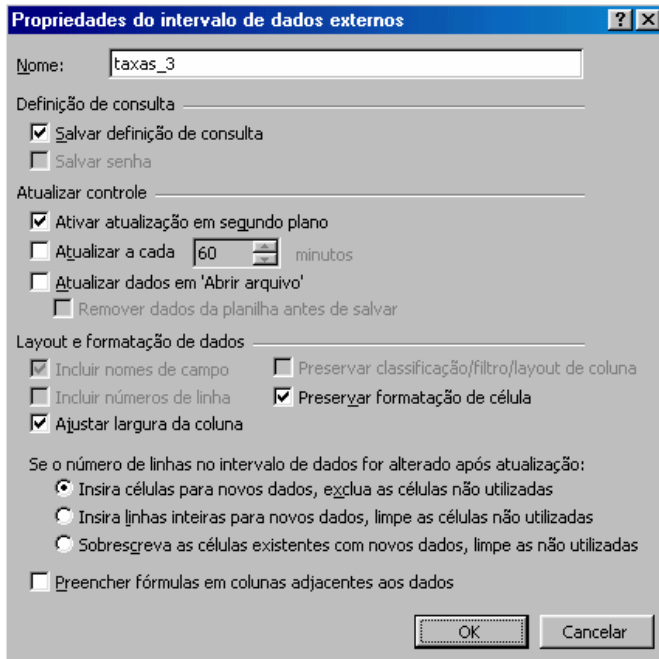 Propriedades do intervalo de dados externos
Nome: taxas_3
Definição de consulta
Salvar definição de consulta
Salvar senha
Atualizar controle
Ativar atualização em segundo plano
Atualizar a cada 60 minutos
Atualizar dados em 'Abrir arquivo'
Remover dados da planilha antes de salvar
Layout e formatação de dados
Incluir nomes de campo Preservar classificação/filtro/layout de coluna
Incluir números de linha Preservar formatação de célula
Ajustar largura da coluna
Se o número de linhas no intervalo de dados for alterado após atualização:
Insira células para novos dados, exclua as células não utilizadas
Insira linhas inteiras para novos dados, limpe as células não utilizadas
Sobrescreva as células existentes com novos dados, limpe as não utilizadas
Preencher fórmulas em colunas adjacentes aos dados
OK Cancelar